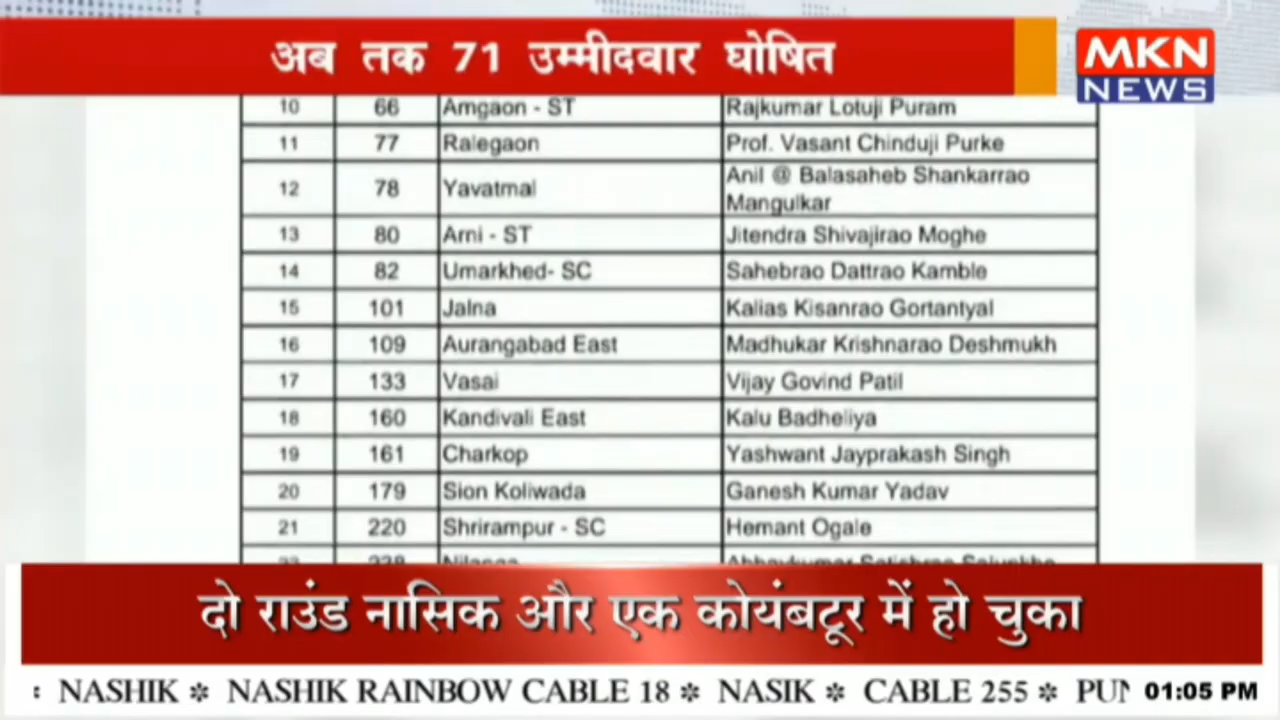 अब तक 71 उम्मीदवार घोषित
MKN
NEWS
10 66 Amgaon - ST Rajkumar Lotuji Puram
11 77 Ralegaon Prof. Vasant Chinduji Purke
12 78 Yavatmal Anil @ Balasaheb Shankarrao
Mangulkar
13 80 Arni - ST Jitendra Shivajirao Moghe
14 82 Umarkhed- SC Sahebrao Dattrao Kamble
15 101 Jalna Kalias Kisanrao Gortantyal
16 109 Aurangabad East Madhukar Krishnarao Deshmukh
17 133 Vasai Vijay Govind Patil
18 160 Kandivali East Kalu Badheliya
19 161 Charkop Yashwant Jayprakash Singh
20 179 Sion Koliwada Ganesh Kumar Yadav
21 220 Shrirampur - SC Hemant Ogale
दो राउंड नासिक और एक कोयंबटूर में हो चुका
: NASHIK ✼ NASHIK RAINBOW CABLE 18 ✼ NASIK ✼ CABLE 255 ✼ 01:05 PM